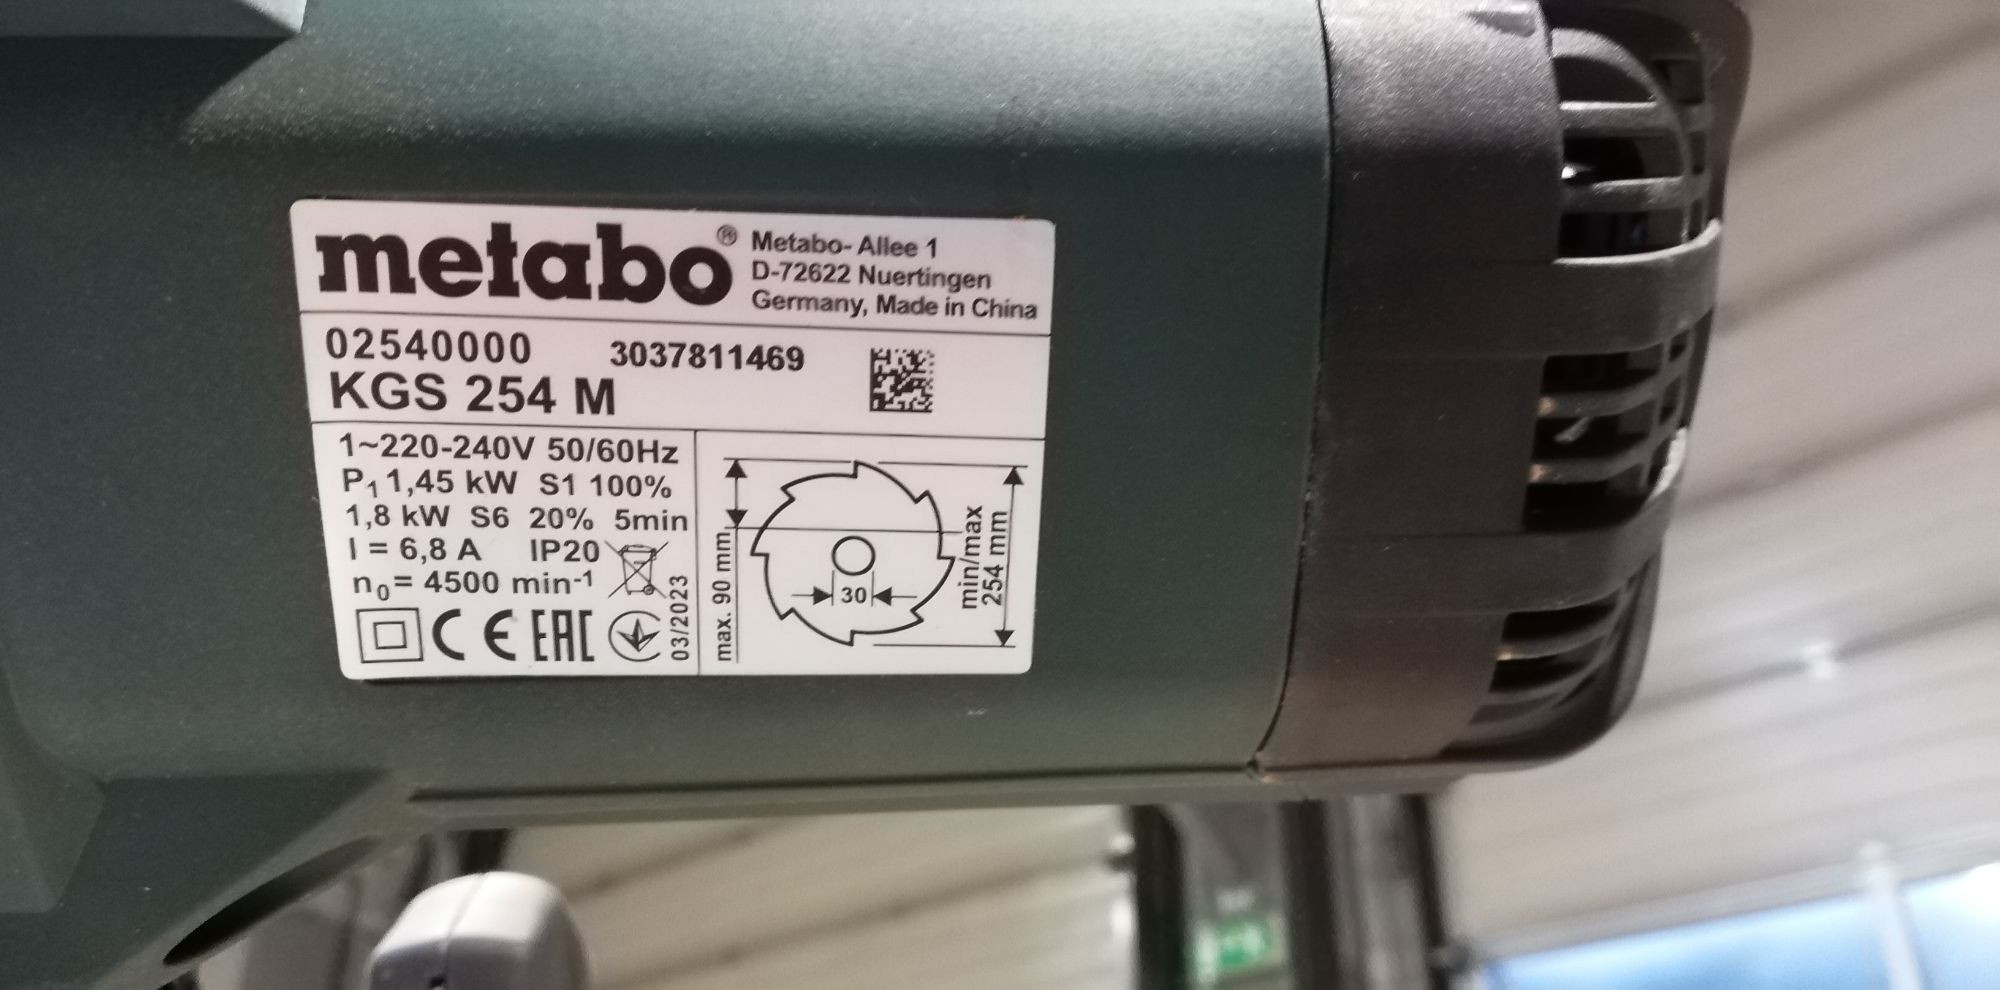 metabo®
Metabo- Allee 1
D-72622 Nuertingen
Germany, Made in China
02540000 3037811469
KGS 254 M
1~220-240V 50/60Hz
P1 1,45 kW S1 100%
1,8 kW S6 20% 5min
I = 6,8 A IP20
n0= 4500 min-1
CE EAC
03/2023
max. 90 mm
30
min/max
254 mm